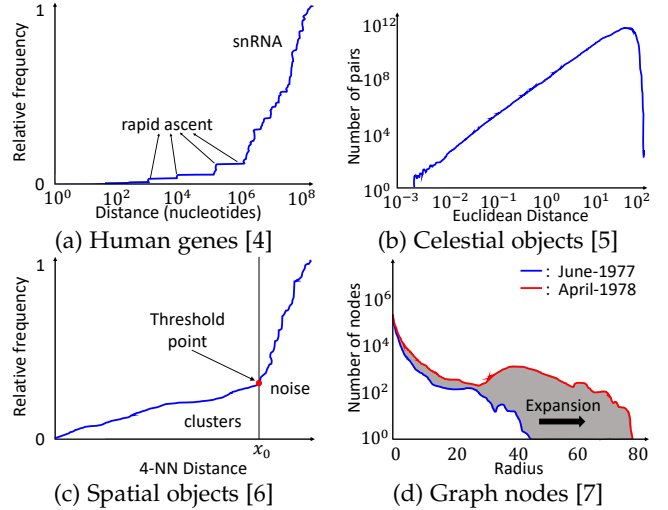 Relative frequency
1
0
snRNA
rapid ascent
10^0 10^2 10^4 10^6 10^8
Distance (nucleotides)
(a) Human genes [4]
Number of pairs
10^12
10^12
10^4
10^0
10^−3 10^−2 10^−1 10^0 10^1 10^2
Euclidean Distance
(b) Celestial objects [5]
Relative frequency
1
0
Threshold
point
noise
clusters
x_0
4-NN Distance
(c) Spatial objects [6]
Number of nodes
10^6
10^4
10^2
10^0
: June-1977
: April-1978
Expansion
0 20 40 60 80
Radius
(d) Graph nodes [7]